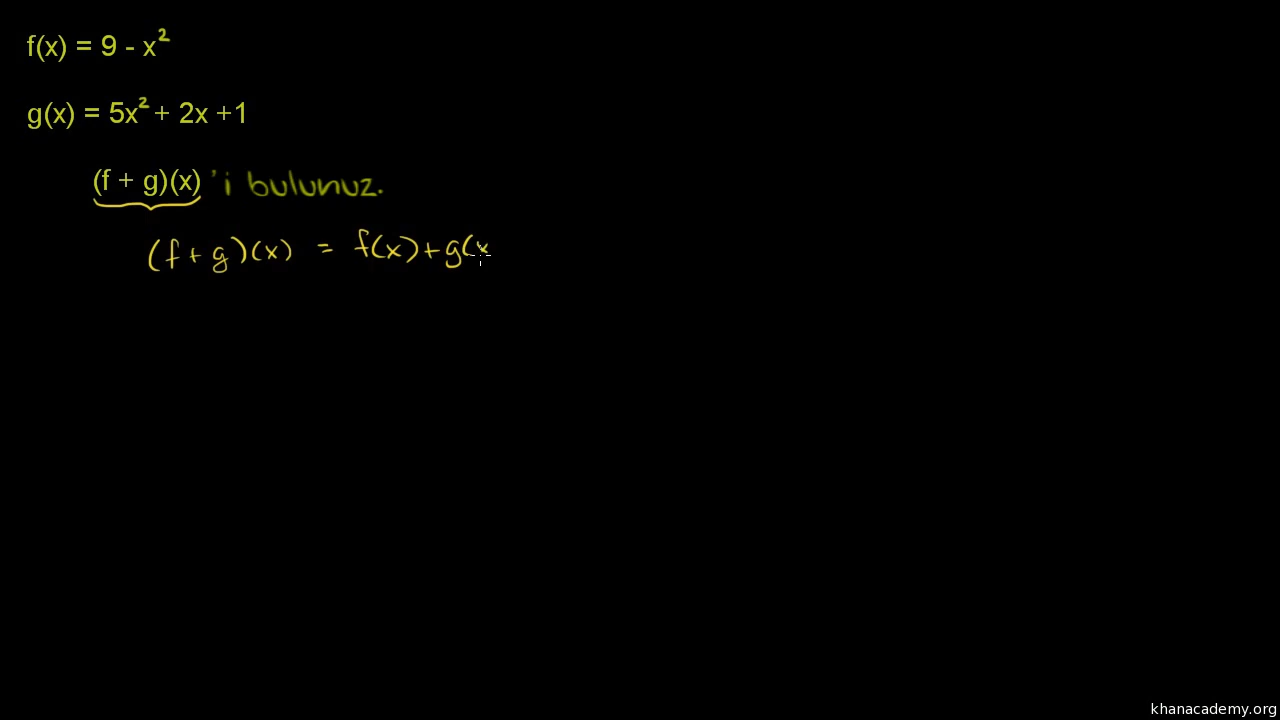 f(x) = 9 - x²
g(x) = 5x² + 2x +1
(f + g)(x) 'i bulunuz.
(f+g)(x) = f(x)+g(x
khanacademy.org